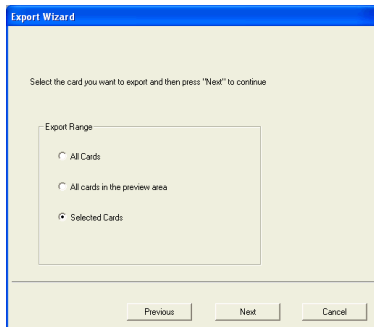 Export Wizard
Select the card you want to export and then press "Next" to continue
Export Range
All Cards
All cards in the preview area
Selected Cards
Previous Next Cancel